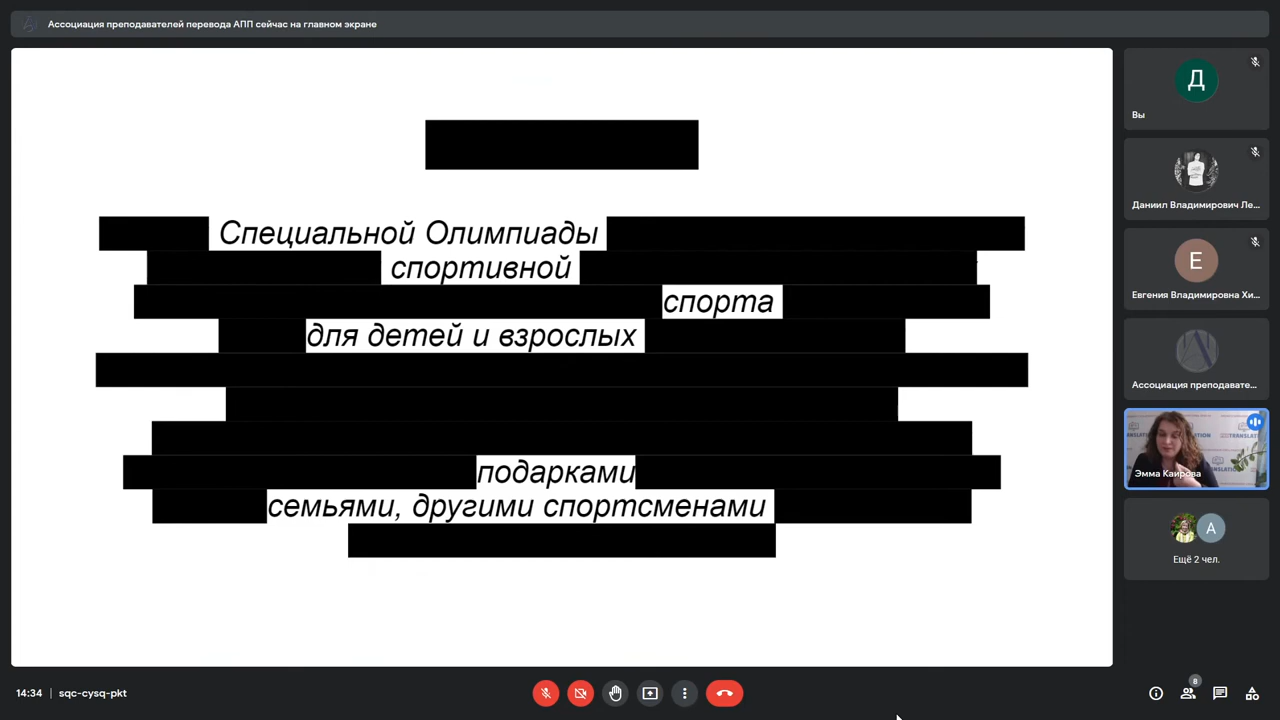 Ассоциация преподавателей перевода АПП сейчас на главном экране
Специальной Олимпиады
спортивной
спорта
для детей и взрослых
подарками
семьями, другими спортсменами
Д
Вы
Даниил Владимирович Ле...
Е
Евгения Владимировна Хи...
Ассоциация преподавате...
TRANSLATION
Эмма Каирова
А
Ещё 2 чел.
14:34 | sqc-cysq-pkt
8